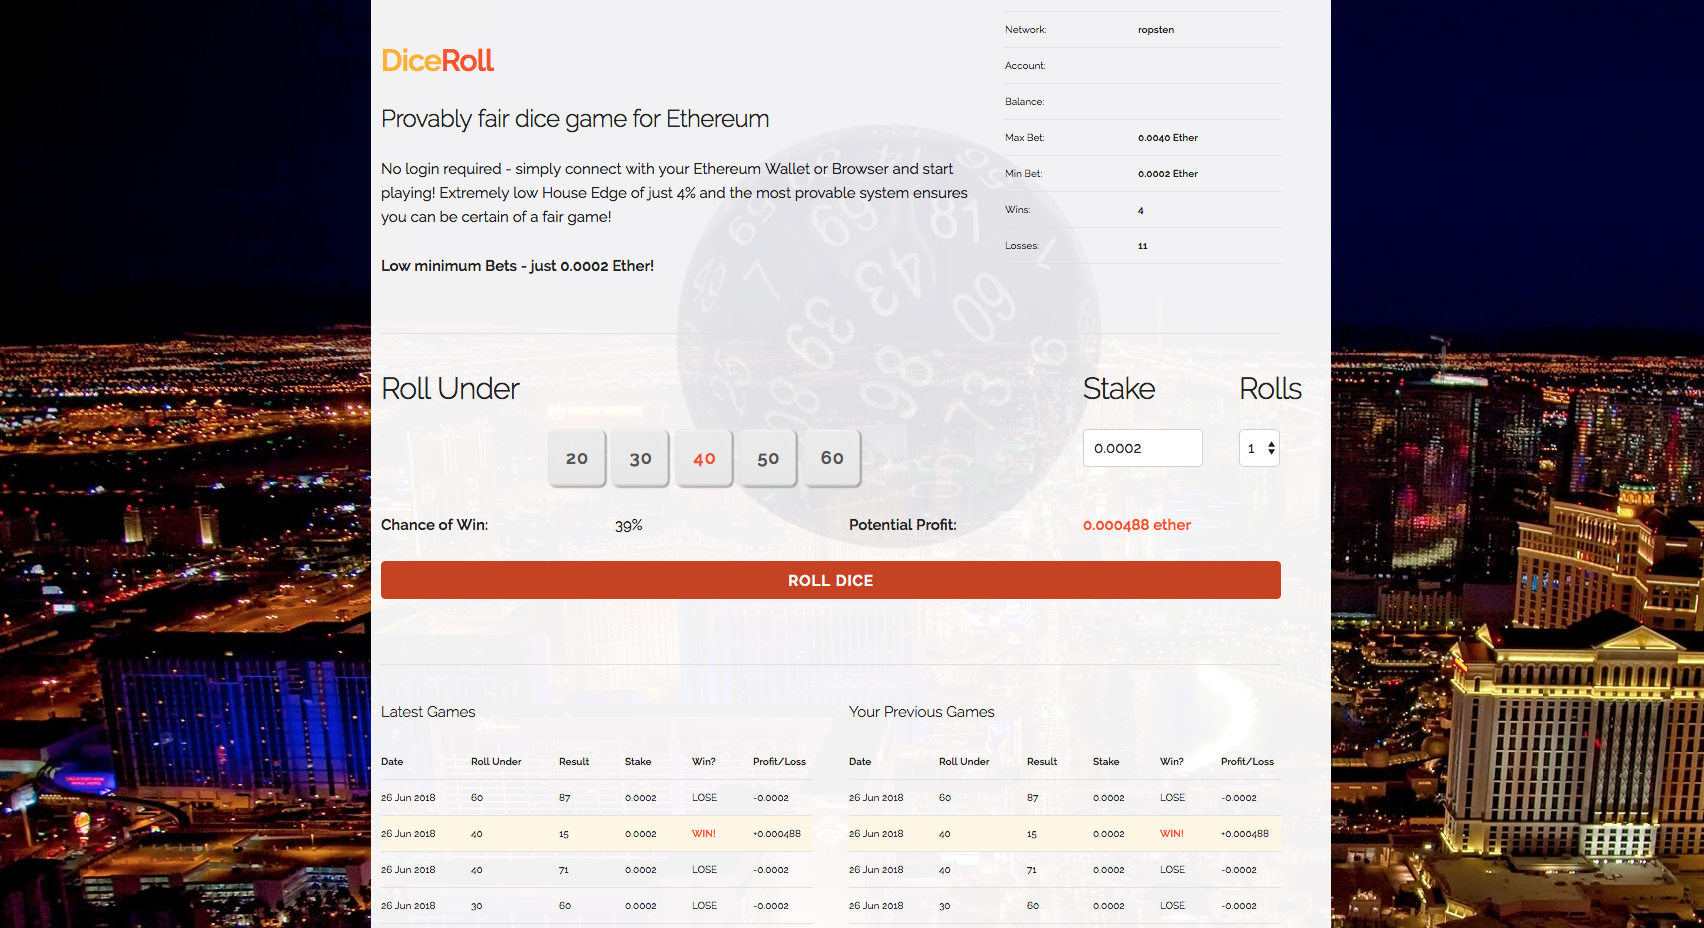 DiceRoll
Provably fair dice game for Ethereum
No login required - simply connect with your Ethereum Wallet or Browser and start
playing! Extremely low House Edge of just 4% and the most provable system ensures
you can be certain of a fair game!
Low minimum Bets - just 0.0002 Ether!
Network: ropsten
Account:
Balance:
Max Bet: 0.0040 Ether
Min Bet: 0.0002 Ether
Wins: 4
Losses: 11
Roll Under Stake Rolls
20 30 40 50 60 0.0002 1
Chance of Win: 39% Potential Profit: 0.000488 ether
ROLL DICE
Latest Games
Date Roll Under Result Stake Win? Profit/Loss
26 Jun 2018 60 87 0.0002 LOSE -0.0002
26 Jun 2018 40 15 0.0002 WIN! +0.000488
26 Jun 2018 40 71 0.0002 LOSE -0.0002
26 Jun 2018 30 60 0.0002 LOSE -0.0002
Your Previous Games
Date Roll Under Result Stake Win? Profit/Loss
26 Jun 2018 60 87 0.0002 LOSE -0.0002
26 Jun 2018 40 15 0.0002 WIN! +0.000488
26 Jun 2018 40 71 0.0002 LOSE -0.0002
26 Jun 2018 30 60 0.0002 LOSE -0.0002